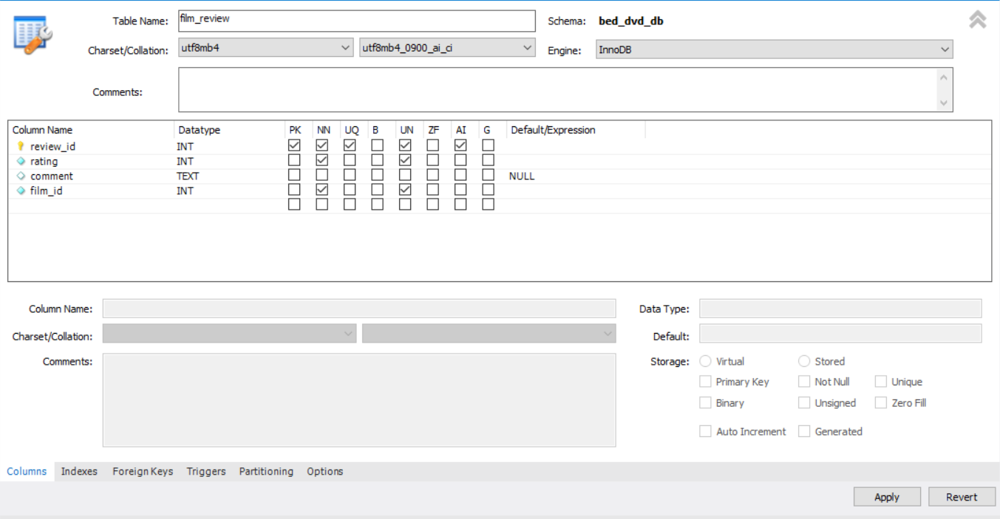 Table Name: film_review Schema: bed_dvd_db
Charset/Collation: utf8mb4 utf8mb4_0900_ai_ci Engine: InnoDB
Comments:
Column Name Datatype PK NN UQ B UN ZF AI G Default/Expression
review_id INT
rating INT
comment TEXT NULL
film_id INT
Column Name: Data Type:
Charset/Collation: Default:
Comments: Storage: Virtual Stored
Primary Key Not Null Unique
Binary Unsigned Zero Fill
Auto Increment Generated
Columns Indexes Foreign Keys Triggers Partitioning Options
Apply Revert